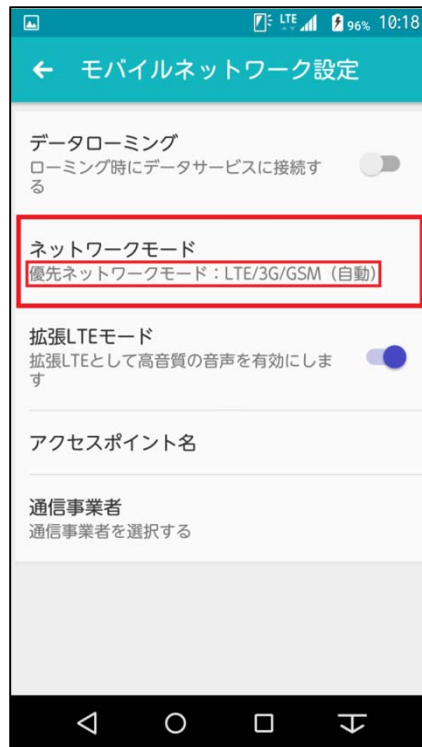 LTE 96% 10:18
モバイルネットワーク設定
データローミング
ローミング時にデータサービスに接続す
る
ネットワークモード
優先ネットワークモード：LTE/3G/GSM（自動）
拡張LTEモード
拡張LTEとして高音質の音声を有効にしま
す
アクセスポイント名
通信事業者
通信事業者を選択する